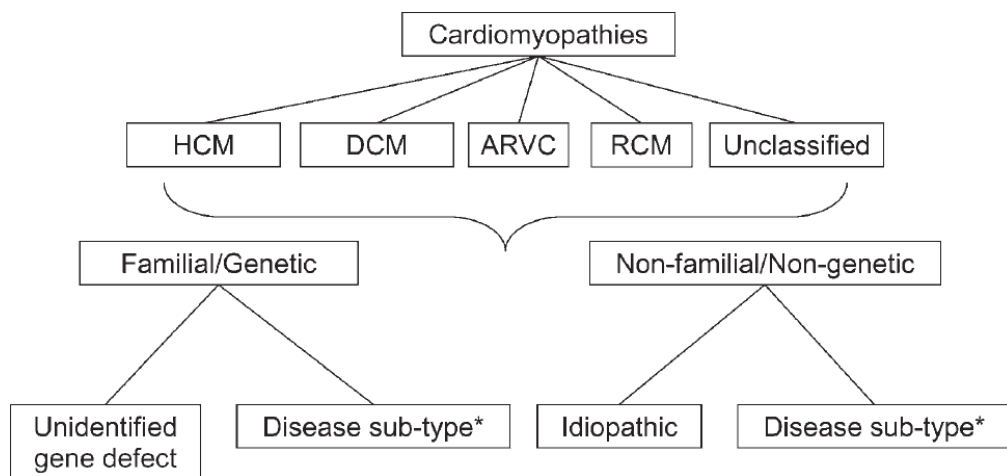 Cardiomyopathies
HCM
DCM
ARVC
RCM
Unclassified
Familial/Genetic
Non-familial/Non-genetic
Unidentified
gene defect
Disease sub-type*
Idiopathic
Disease sub-type*